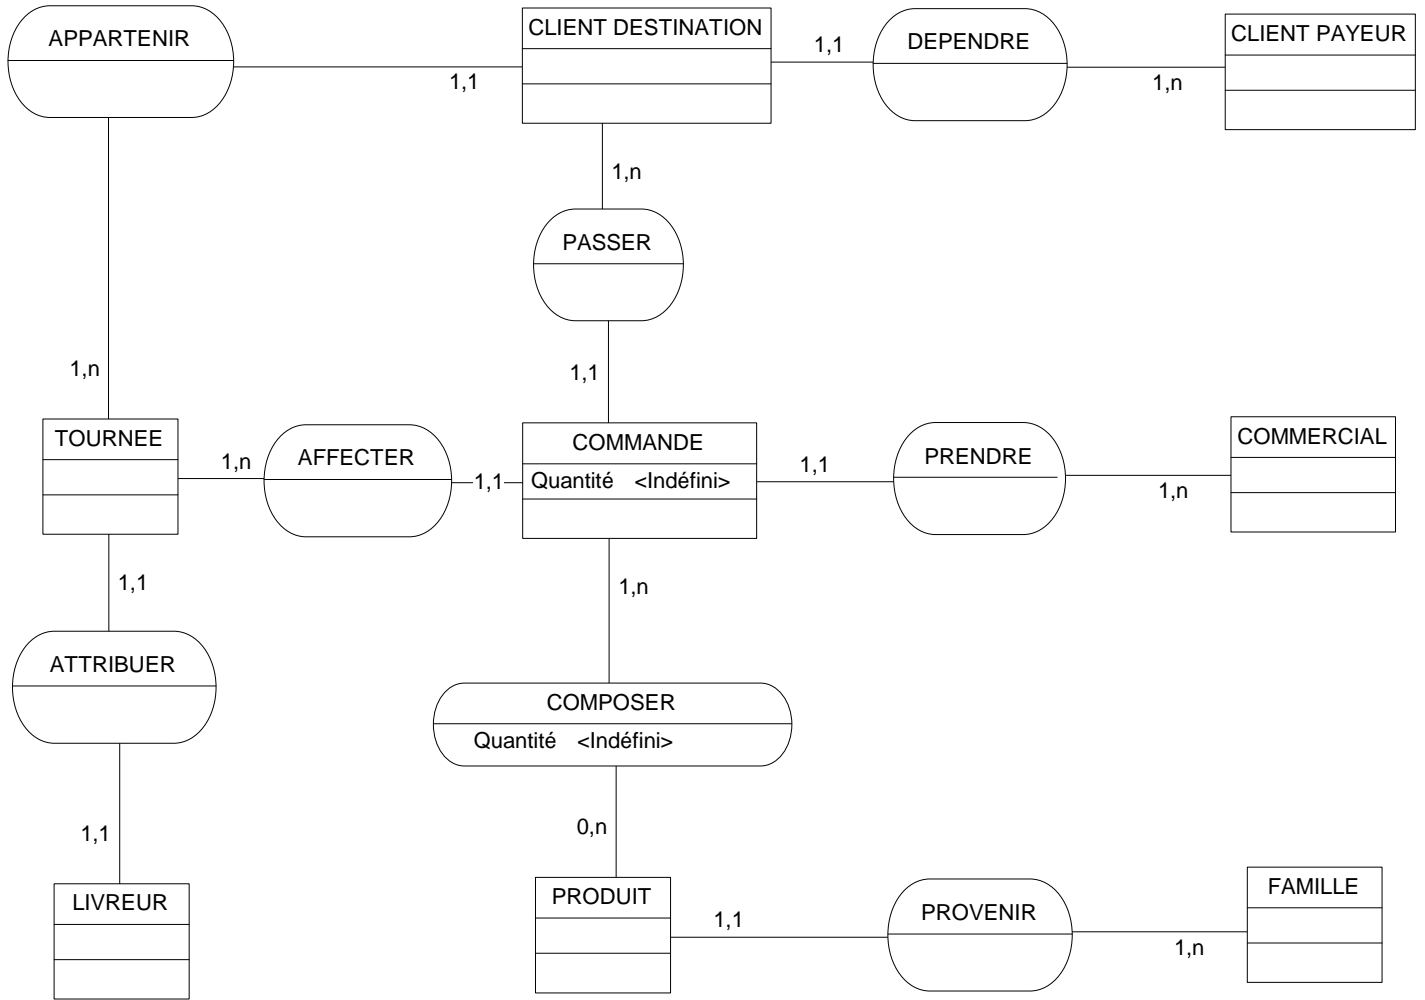 APPARTENIR
CLIENT DESTINATION
DEPENDRE
CLIENT PAYEUR
1,1
1,1
1,n
1,n
PASSER
1,n
1,1
TOURNEE
AFFECTER
COMMANDE
PRENDRE
COMMERCIAL
1,n
1,1
Quantité <Indéfini>
1,1
1,n
1,1
1,n
ATTRIBUER
COMPOSER
Quantité <Indéfini>
1,1
0,n
LIVREUR
PRODUIT
PROVENIR
FAMILLE
1,1
1,n